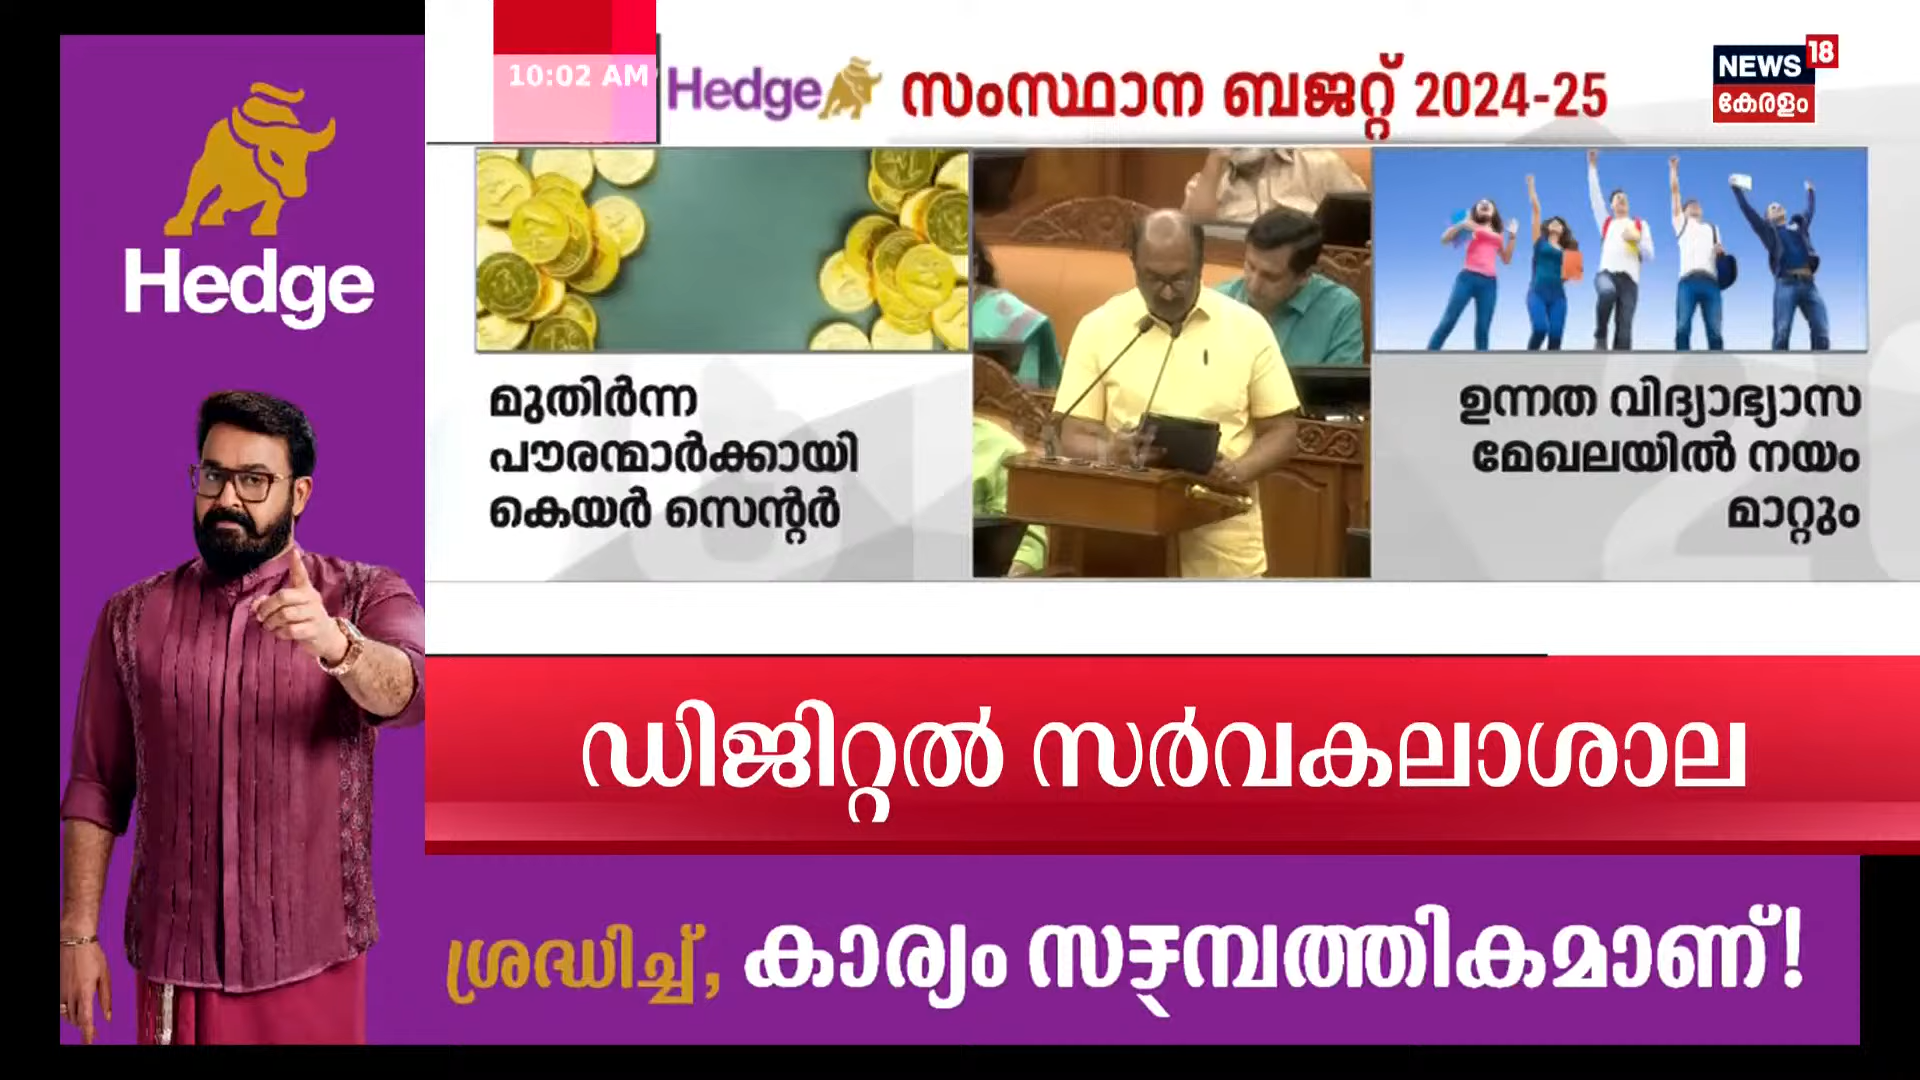 10:02 AM
Hedge സംസ്ഥാന ബജറ്റ് 2024-25
NEWS 18
കേരളം
Hedge
മുതിർന്ന
പൗരന്മാർക്കായി
കെയർ സെന്റർ
ഉന്നത വിദ്യാഭ്യാസ
മേഖലയിൽ നയം
മാറ്റും
ഡിജിറ്റൽ സർവകലാശാല
ശ്രദ്ധിച്ച്, കാര്യം സാമ്പത്തികമാണ്!